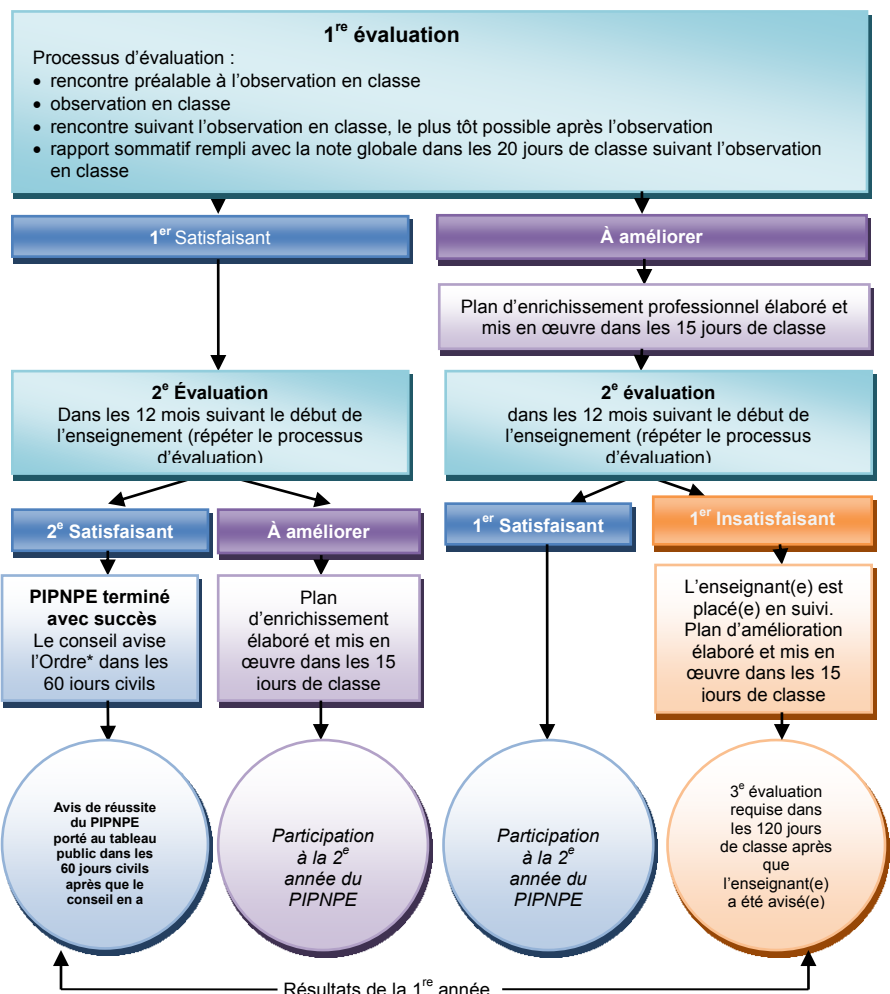 1re évaluation
Processus d’évaluation :
• rencontre préalable à l’observation en classe
• observation en classe
• rencontre suivant l’observation en classe, le plus tôt possible après l’observation
• rapport sommatif rempli avec la note globale dans les 20 jours de classe suivant l’observation
en classe
1er Satisfaisant
À améliorer
Plan d’enrichissement professionnel élaboré et
mis en œuvre dans les 15 jours de classe
2e Évaluation
Dans les 12 mois suivant le début de
l’enseignement (répéter le processus
d’évaluation)
2e évaluation
dans les 12 mois suivant le début de
l’enseignement (répéter le processus
d’évaluation)
2e Satisfaisant
À améliorer
1er Satisfaisant
1er Insatisfaisant
PIPNPE terminé
avec succès
Le conseil avise
l’Ordre* dans les
60 jours civils
Plan
d’enrichissement
élaboré et mis en
œuvre dans les 15
jours de classe
L’enseignant(e) est
placé(e) en suivi.
Plan d’amélioration
élaboré et mis en
œuvre dans les 15
jours de classe
Avis de réussite
du PIPNPE
porté au tableau
public dans les
60 jours civils
après que le
conseil en a
Participation
à la 2e
année du
PIPNPE
Participation
à la 2e
année du
PIPNPE
3e évaluation
requise dans
les 120 jours
de classe après
que
l’enseignant(e)
a été avisé(e)
Résultats de la 1re année